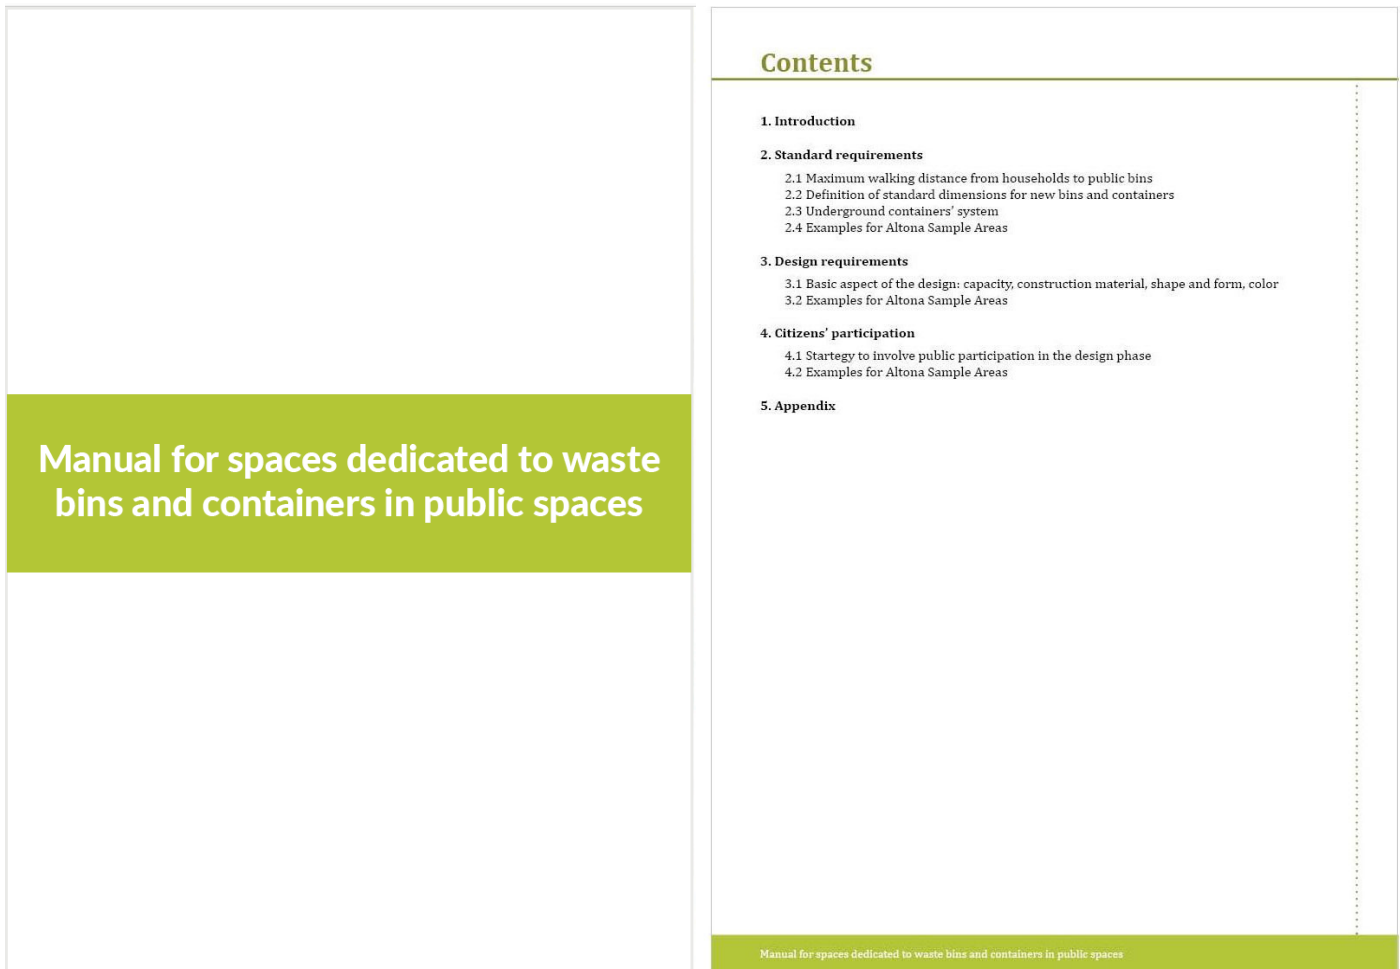 Manual for spaces dedicated to waste
bins and containers in public spaces
Contents
1. Introduction
2. Standard requirements
2.1 Maximum walking distance from households to public bins
2.2 Definition of standard dimensions for new bins and containers
2.3 Underground containers' system
2.4 Examples for Altona Sample Areas
3. Design requirements
3.1 Basic aspect of the design: capacity, construction material, shape and form, color
3.2 Examples for Altona Sample Areas
4. Citizens' participation
4.1 Startegy to involve public participation in the design phase
4.2 Examples for Altona Sample Areas
5. Appendix
Manual for spaces dedicated to waste bins and containers in public spaces